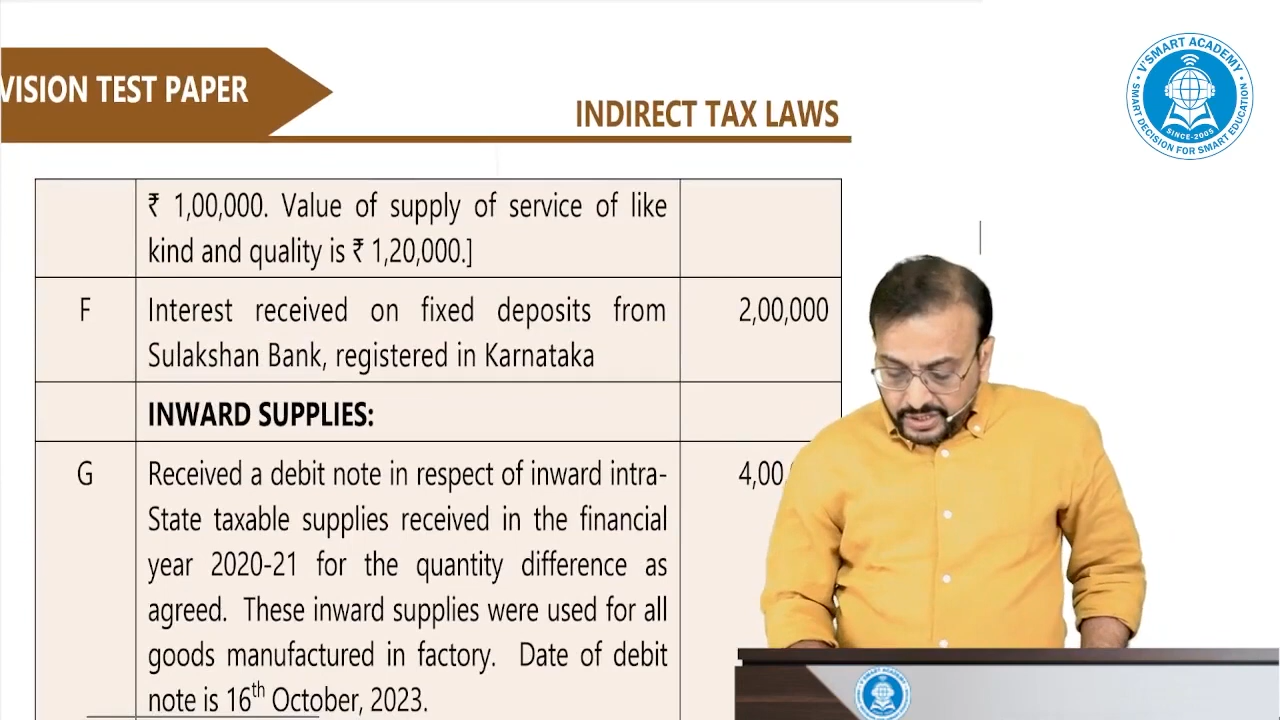 VISION TEST PAPER
INDIRECT TAX LAWS
V'SMART ACADEMY
SMART DECISION FOR SMART EDUCATION
SINCE-2005
₹ 1,00,000. Value of supply of service of like
kind and quality is ₹ 1,20,000.]
F Interest received on fixed deposits from 2,00,000
Sulakshan Bank, registered in Karnataka
INWARD SUPPLIES:
G Received a debit note in respect of inward intra- 4,00,
State taxable supplies received in the financial
year 2020-21 for the quantity difference as
agreed. These inward supplies were used for all
goods manufactured in factory. Date of debit
note is 16th October, 2023.